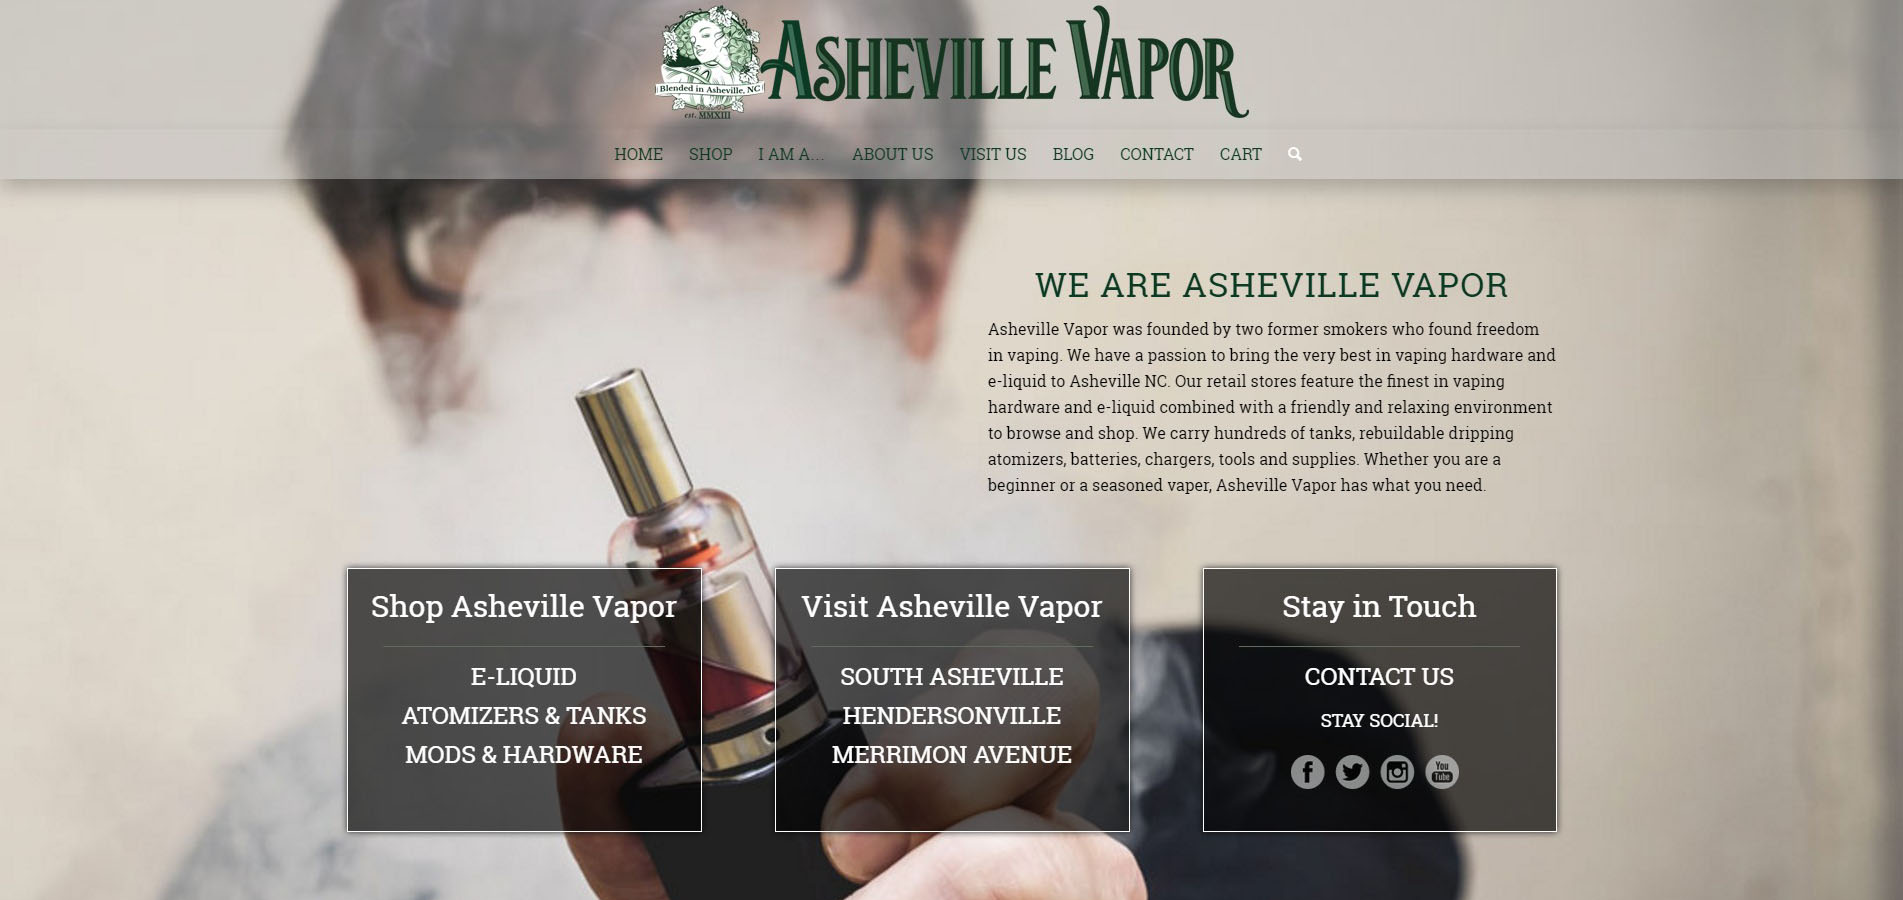 Blended in Asheville, NC
est. MMXIII
ASHEVILLE VAPOR
HOME SHOP I AM A... ABOUT US VISIT US BLOG CONTACT CART
WE ARE ASHEVILLE VAPOR
Asheville Vapor was founded by two former smokers who found freedom
in vaping. We have a passion to bring the very best in vaping hardware and
e-liquid to Asheville NC. Our retail stores feature the finest in vaping
hardware and e-liquid combined with a friendly and relaxing environment
to browse and shop. We carry hundreds of tanks, rebuildable dripping
atomizers, batteries, chargers, tools and supplies. Whether you are a
beginner or a seasoned vaper, Asheville Vapor has what you need.
Shop Asheville Vapor
E-LIQUID
ATOMIZERS & TANKS
MODS & HARDWARE
Visit Asheville Vapor
SOUTH ASHEVILLE
HENDERSONVILLE
MERRIMON AVENUE
Stay in Touch
CONTACT US
STAY SOCIAL!
You
Tube